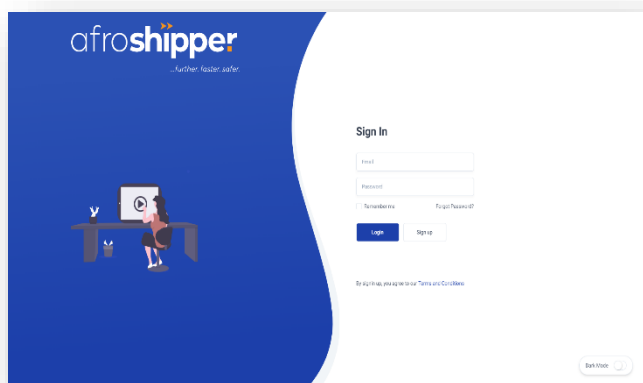 afroshipper
...further. faster. safer.
Sign In
Email
Password
Remember me Forgot Password?
Login Sign up
By signin up, you agree to our Terms and Conditions
Dark Mode